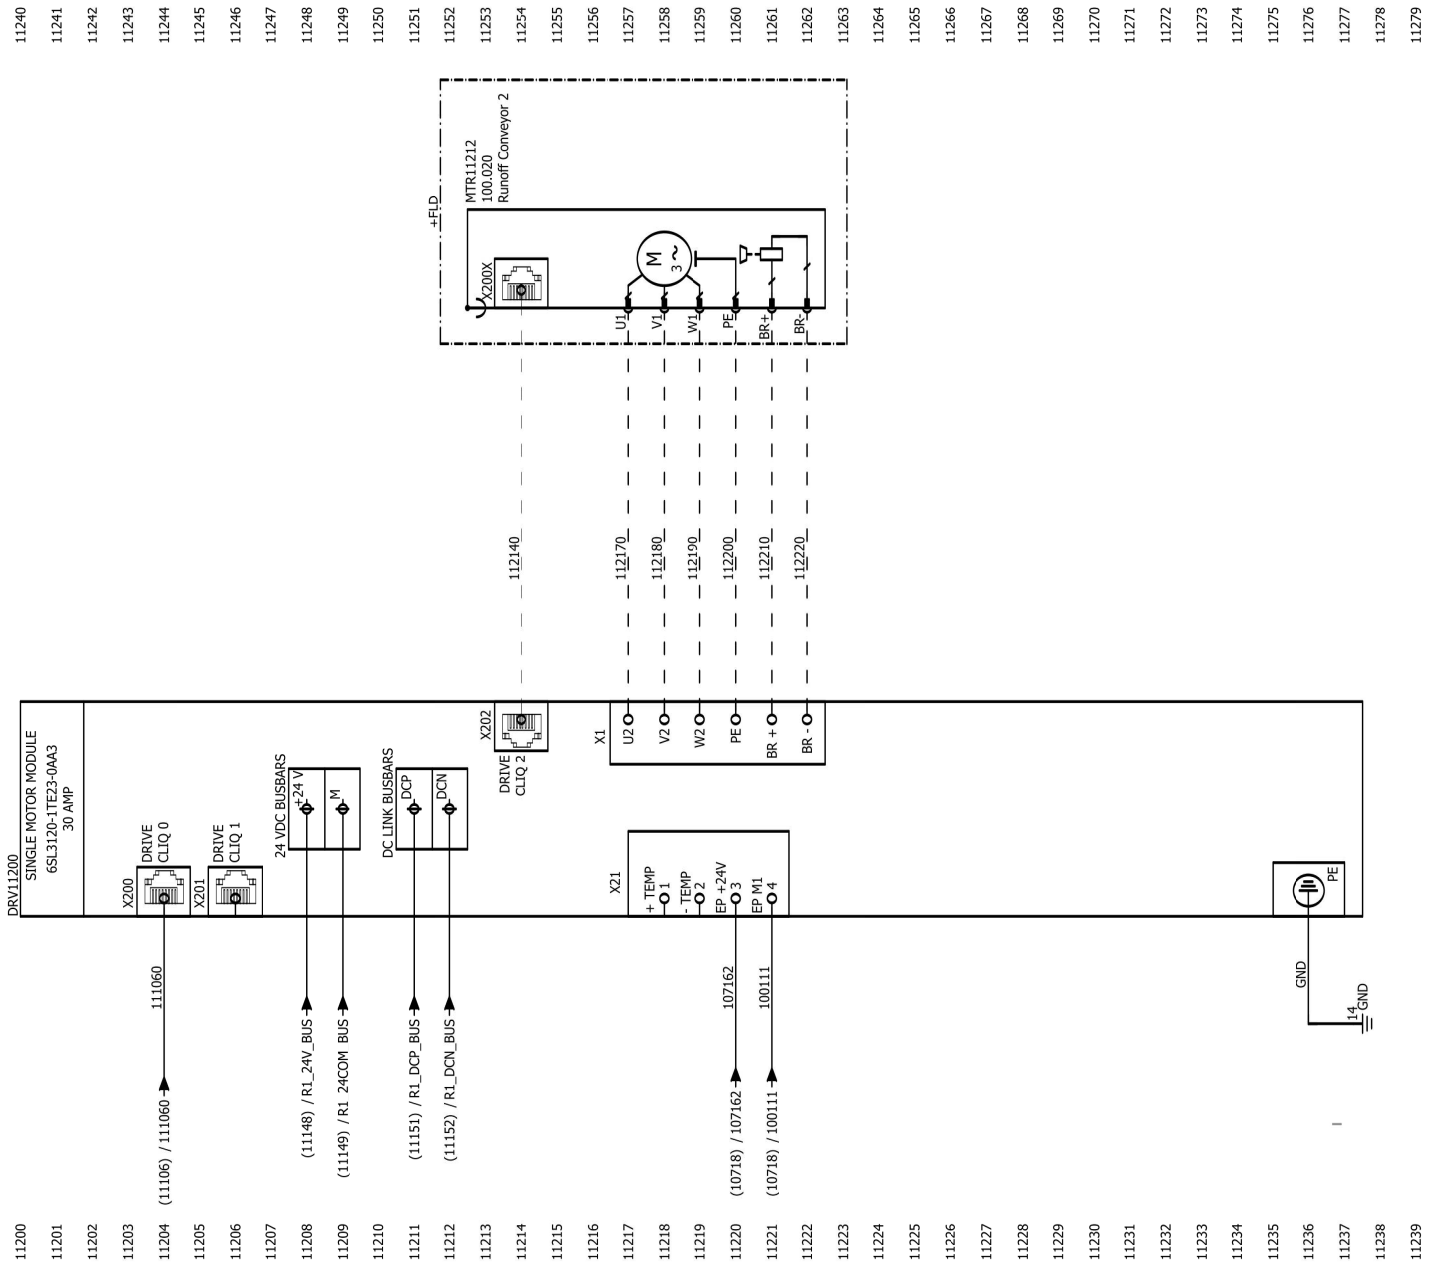 11240
11241
11242
11243
11244
11245
11246
11247
11248
11249
11250
11251
11252
11253
11254
11255
11256
11257
11258
11259
11260
11261
11262
11263
11264
11265
11266
11267
11268
11269
11270
11271
11272
11273
11274
11275
11276
11277
11278
11279
+FLD
MTR11212
100.020
Runoff Conveyor 2
X200X
M
3 ~
U1
V1
W1
PE
BR+
BR-
112140
112170
112180
112190
112200
112210
112220
DRV11200
SINGLE MOTOR MODULE
6SL3120-1TE23-0AA3
30 AMP
X200
DRIVE
CLIQ 0
X201
DRIVE
CLIQ 1
24 VDC BUSBARS
+24 V
M
DC LINK BUSBARS
DCP
DCN
X202
DRIVE
CLIQ 2
X1
U2
V2
W2
PE
BR +
BR -
X21
+ TEMP
1
- TEMP
2
EP +24V
3
EP M1
4
PE
111060
107162
100111
GND
14
GND
(11106) / 111060
(11148) / R1_24V_BUS
(11149) / R1 24COM BUS
(11151) / R1_DCP_BUS
(11152) / R1_DCN_BUS
(10718) / 107162
(10718) / 100111
11200
11201
11202
11203
11204
11205
11206
11207
11208
11209
11210
11211
11212
11213
11214
11215
11216
11217
11218
11219
11220
11221
11222
11223
11224
11225
11226
11227
11228
11229
11230
11231
11232
11233
11234
11235
11236
11237
11238
11239